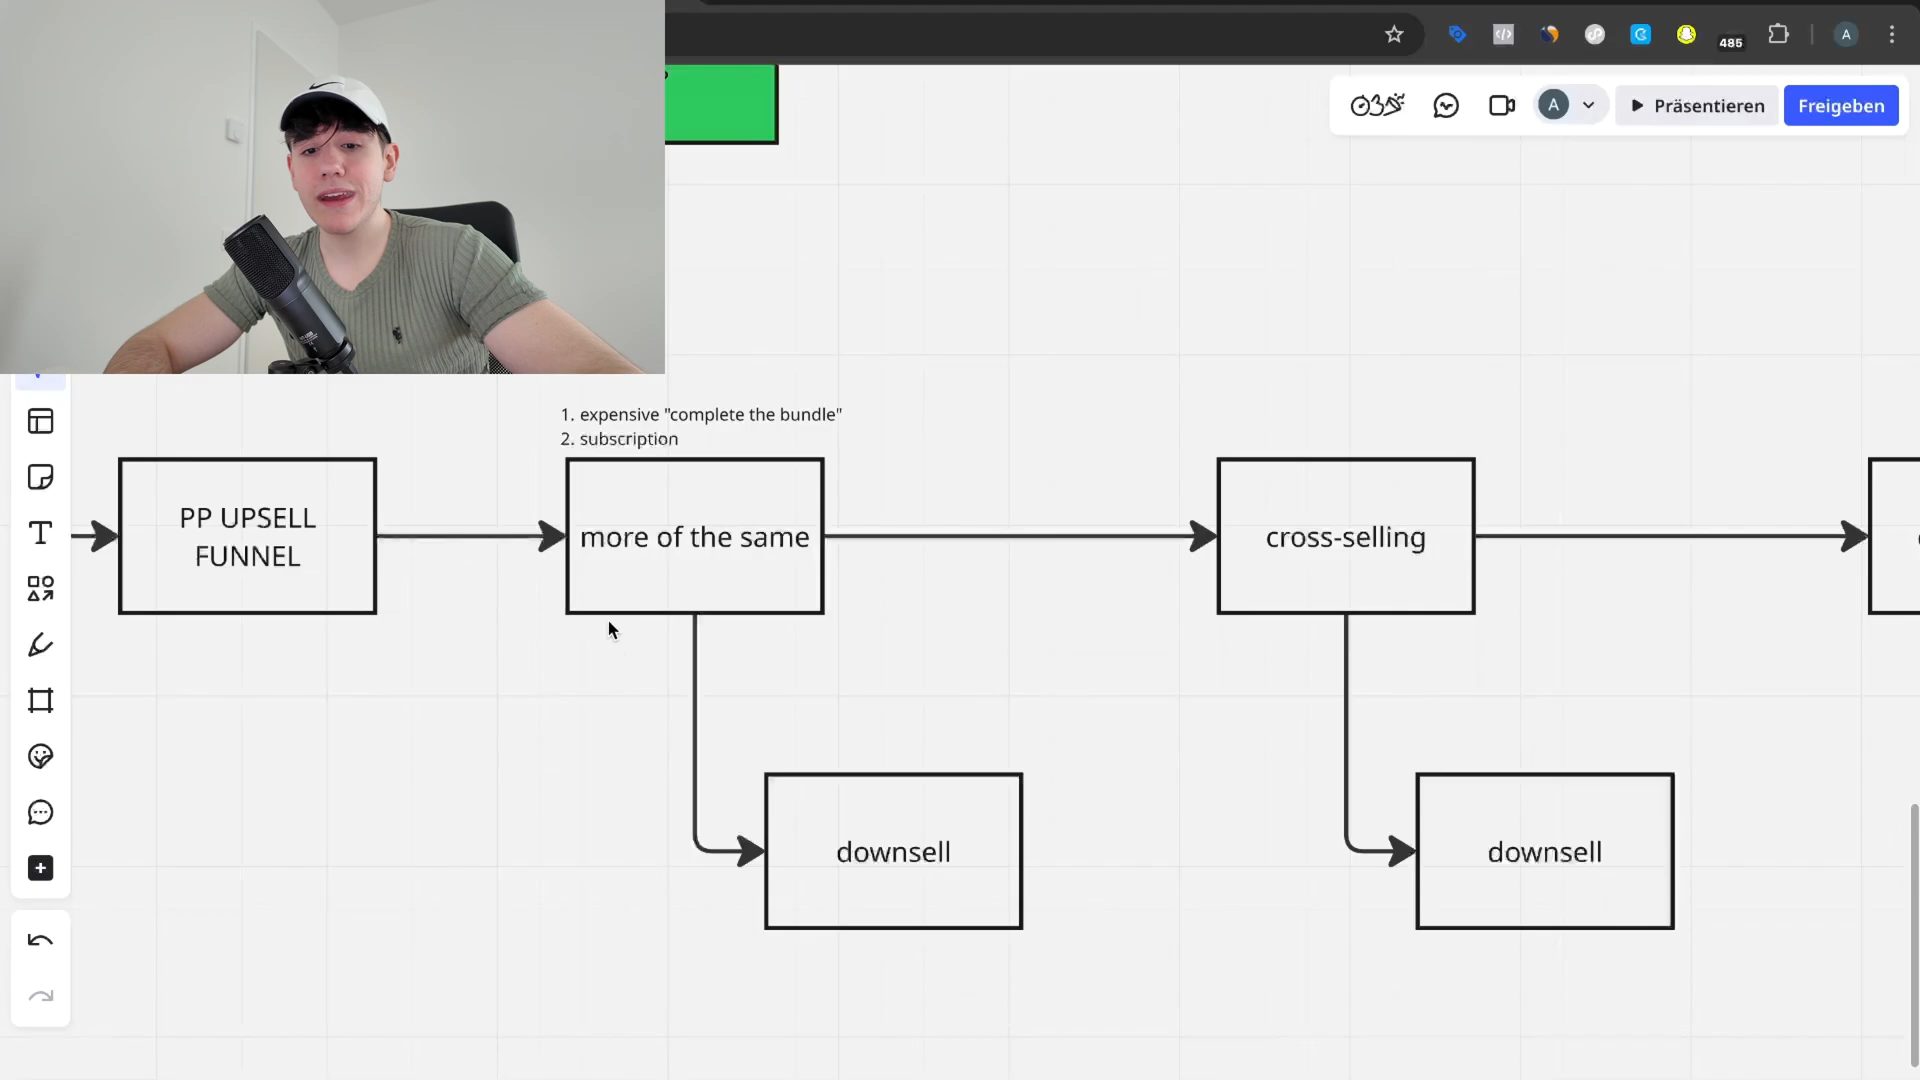 485
A
A
Präsentieren
Freigeben
1. expensive "complete the bundle"
2. subscription
PP UPSELL
FUNNEL
more of the same
cross-selling
downsell
downsell